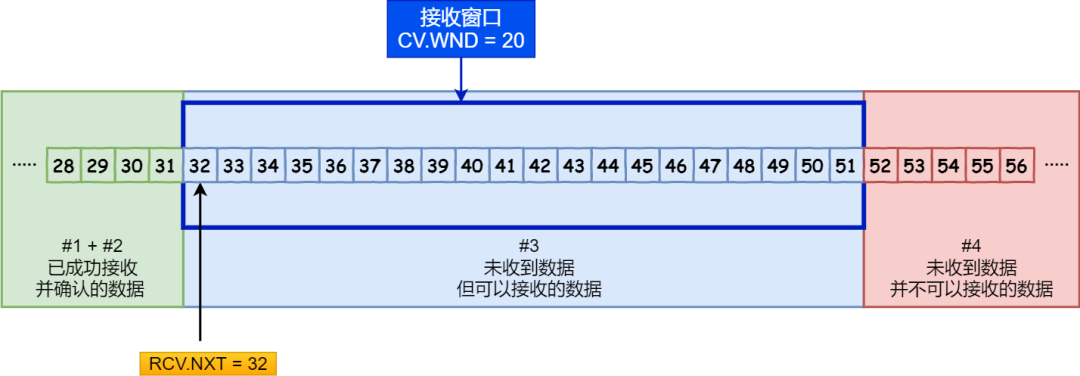 接收窗口
CV.WND = 20
····· 28 29 30 31 32 33 34 35 36 37 38 39 40 41 42 43 44 45 46 47 48 49 50 51 52 53 54 55 56 ·····
#1 + #2
已成功接收
并确认的数据
#3
未收到数据
但可以接收的数据
#4
未收到数据
并不可以接收的数据
RCV.NXT = 32